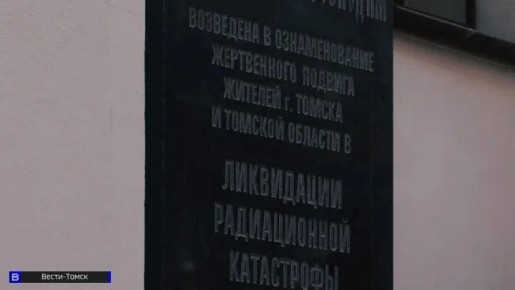 ВОЗВЕДЕНА В ОЗНАМЕНОВАНИЕ
ЖЕРТВЕННОГО ПОДВИГА
ЖИТЕЛЕЙ г. ТОМСКА
И ТОМСКОЙ ОБЛАСТИ В
ЛИКВИДАЦИИ
РАДИАЦИОННОЙ
КАТАСТРОФЫ
В Вести-Томск